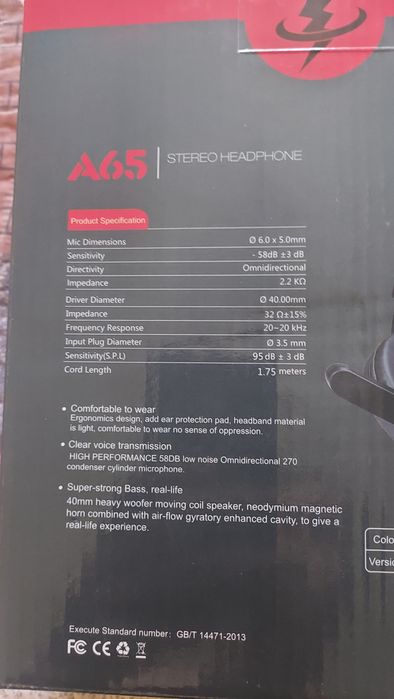 A65 STEREO HEADPHONE
Product Specification
Mic Dimensions Ø 6.0 x 5.0mm
Sensitivity - 58dB ±3 dB
Directivity Omnidirectional
Impedance 2.2 KΩ
Driver Diameter Ø 40.00mm
Impedance 32 Ω±15%
Frequency Response 20~20 kHz
Input Plug Diameter Ø 3.5 mm
Sensitivity(S.P.L) 95 dB ± 3 dB
Cord Length 1.75 meters
• Comfortable to wear
Ergonomics design, add ear protection pad, headband material
is light, comfortable to wear no sense of oppression.
• Clear voice transmission
HIGH PERFORMANCE 58DB low noise Omnidirectional 270
condenser cylinder microphone.
• Super-strong Bass, real-life
40mm heavy woofer moving coil speaker, neodymium magnetic
horn combined with air-flow gyratory enhanced cavity, to give a
real-life experience.
Colo
Versi
Execute Standard number: GB/T 14471-2013
FC CE